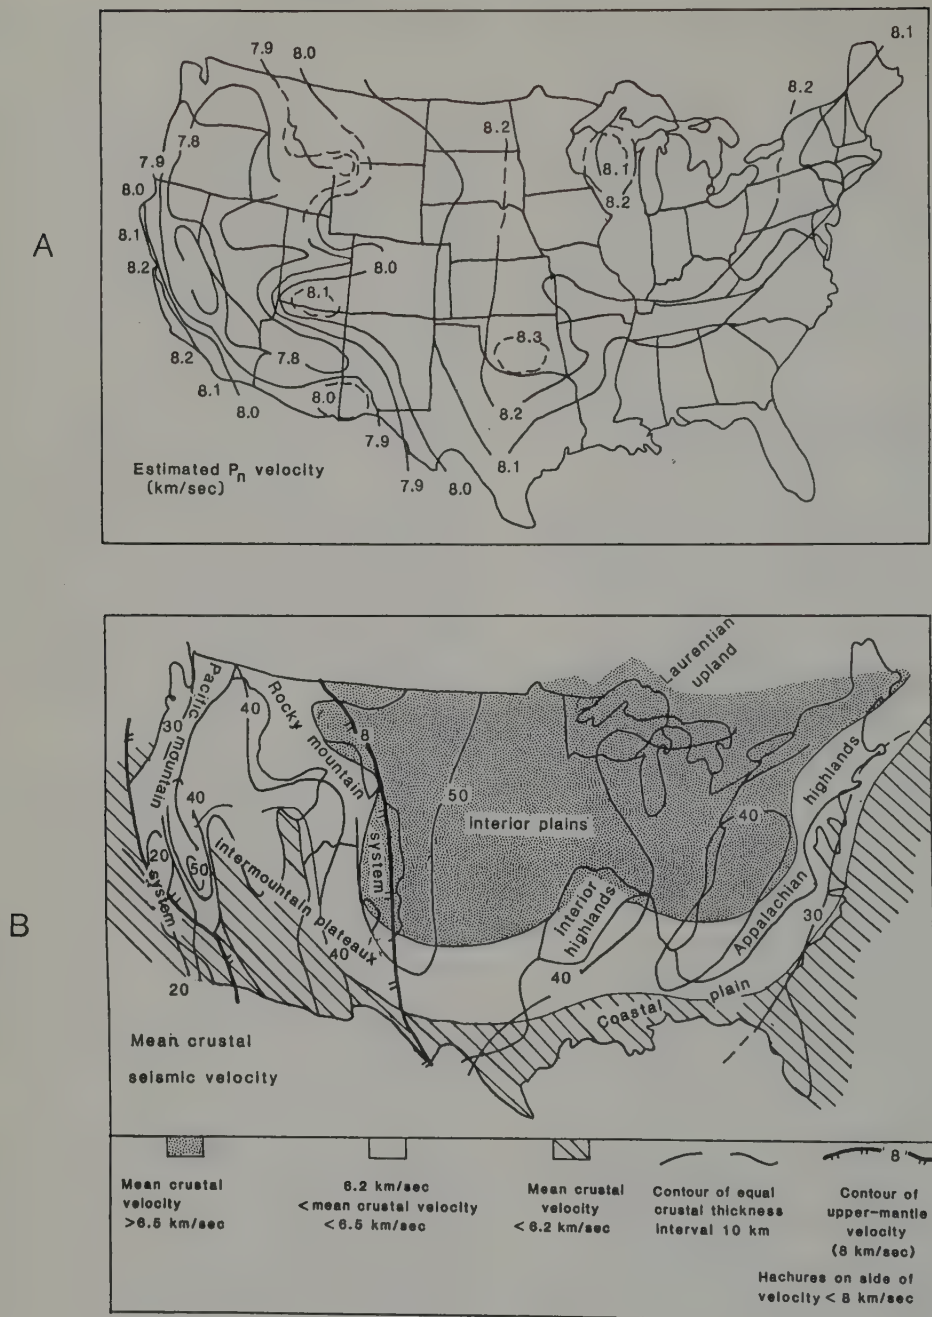 A
7.9
8.0
8.1
8.2
8.2
7.8
7.9
8.0
8.1
8.2
8.1
8.2
8.0
8.1
8.3
7.8
8.2
8.1
8.0
8.0
7.9
8.2
8.1
7.9
8.0
Estimated Pn velocity
(km/sec)
B
Laurentian
upland
Pacific
mountain
system
Rocky
mountain
system
30
40
8
40
50
20
50
Interior plains
40
highlands
Appalachian
Intermountain plateaux
Interior
highlands
30
40
40
20
Coastal plain
Mean crustal
seismic velocity
8
Mean crustal
velocity
>6.5 km/sec
6.2 km/sec
<mean crustal velocity
<6.5 km/sec
Mean crustal
velocity
<6.2 km/sec
Contour of equal
crustal thickness
interval 10 km
Contour of
upper-mantle
velocity
(8 km/sec)
Hachures on side of
velocity < 8 km/sec